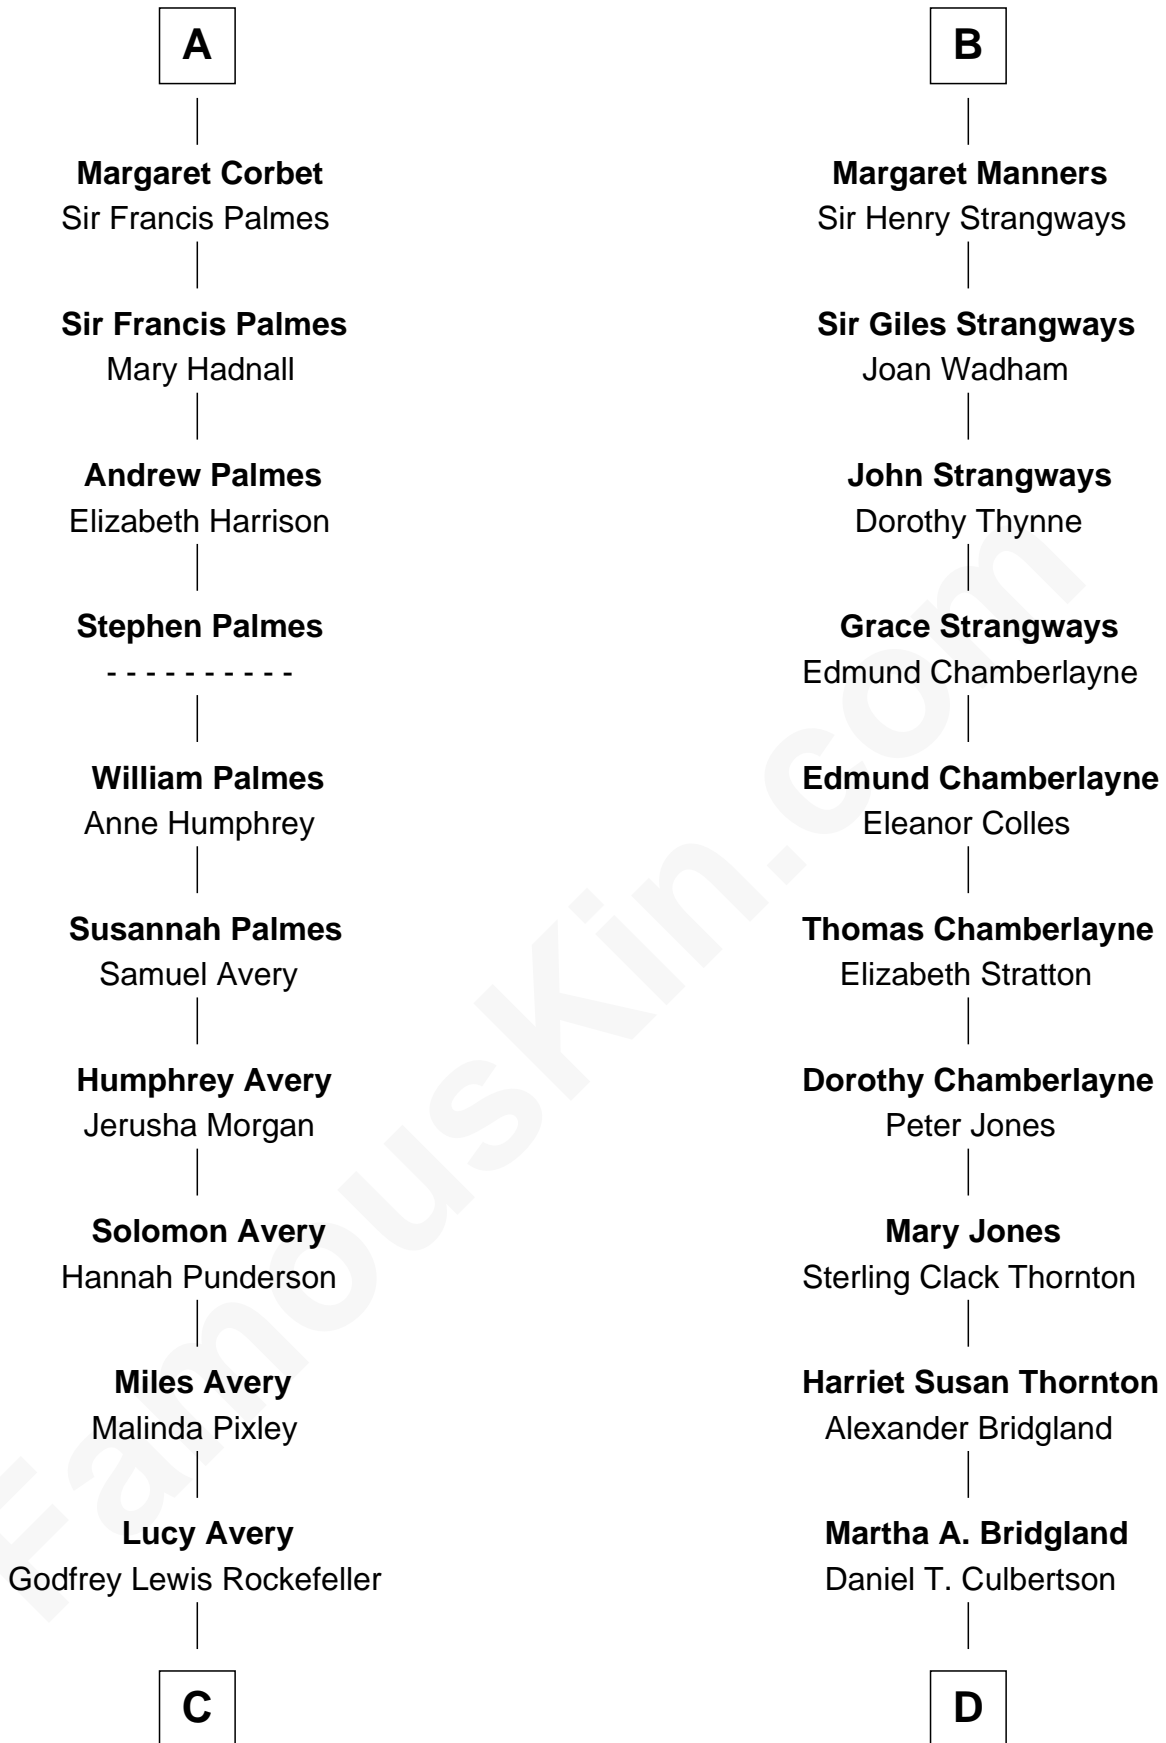 A
Margaret Corbet
Sir Francis Palmes
Sir Francis Palmes
Mary Hadnall
Andrew Palmes
Elizabeth Harrison
Stephen Palmes
- - - - - - - - - -
William Palmes
Anne Humphrey
Susannah Palmes
Samuel Avery
Humphrey Avery
Jerusha Morgan
Solomon Avery
Hannah Punderson
Miles Avery
Malinda Pixley
Lucy Avery
Godfrey Lewis Rockefeller
C
B
Margaret Manners
Sir Henry Strangways
Sir Giles Strangways
Joan Wadham
John Strangways
Dorothy Thynne
Grace Strangways
Edmund Chamberlayne
Edmund Chamberlayne
Eleanor Colles
Thomas Chamberlayne
Elizabeth Stratton
Dorothy Chamberlayne
Peter Jones
Mary Jones
Sterling Clack Thornton
Harriet Susan Thornton
Alexander Bridgland
Martha A. Bridgland
Daniel T. Culbertson
D
FamousKin.com